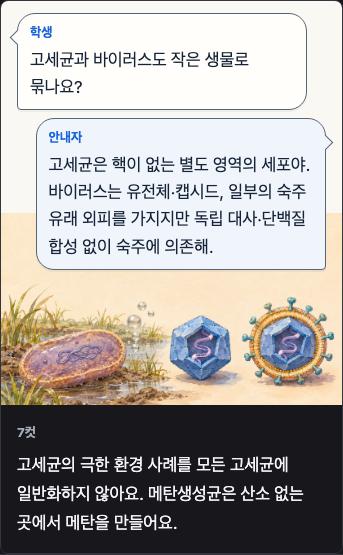 학생
고세균과 바이러스도 작은 생물로
묶나요?
안내자
고세균은 핵이 없는 별도 영역의 세포야.
바이러스는 유전체·캡시드, 일부의 숙주
유래 외피를 가지지만 독립 대사·단백질
합성 없이 숙주에 의존해.
7컷
고세균의 극한 환경 사례를 모든 고세균에
일반화하지 않아요. 메탄생성균은 산소 없는
곳에서 메탄을 만들어요.